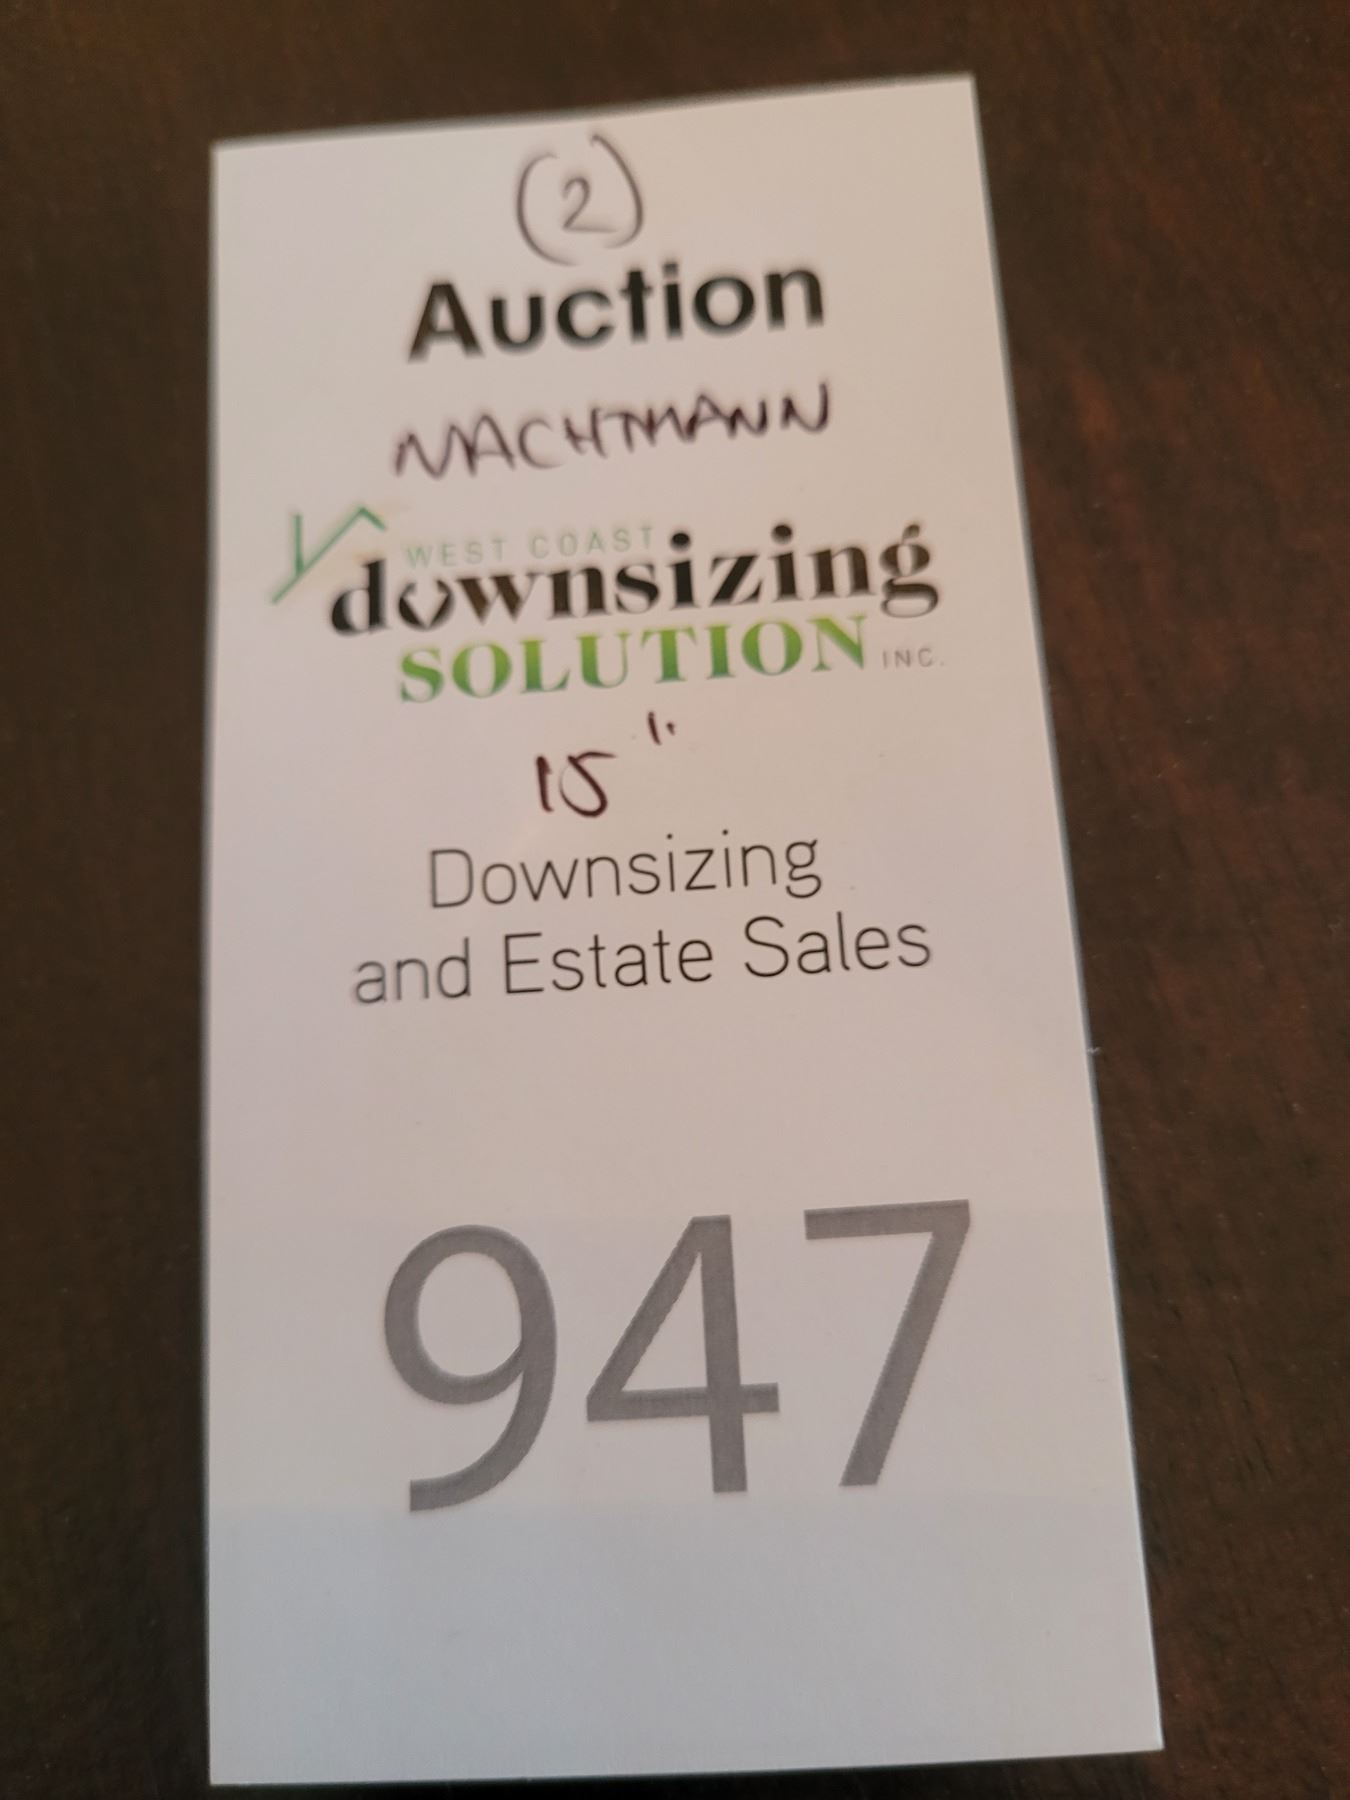 (2)
Auction
NACHTMANN
WEST COAST
downsizing
SOLUTION INC.
15"
Downsizing
and Estate Sales
947